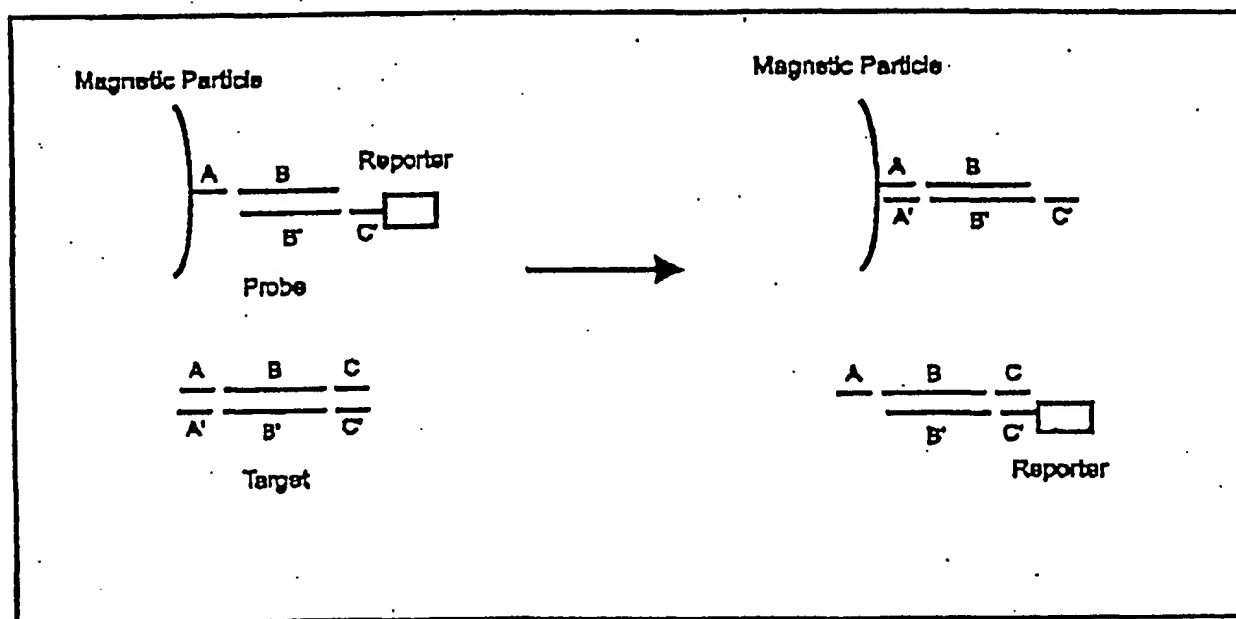 Magnetic Particle
Magnetic Particle
A B Reporter
B' C'
Probe
A B
A' B' C'
A B C
A' B' C'
Target
A B C
B' C'
Reporter